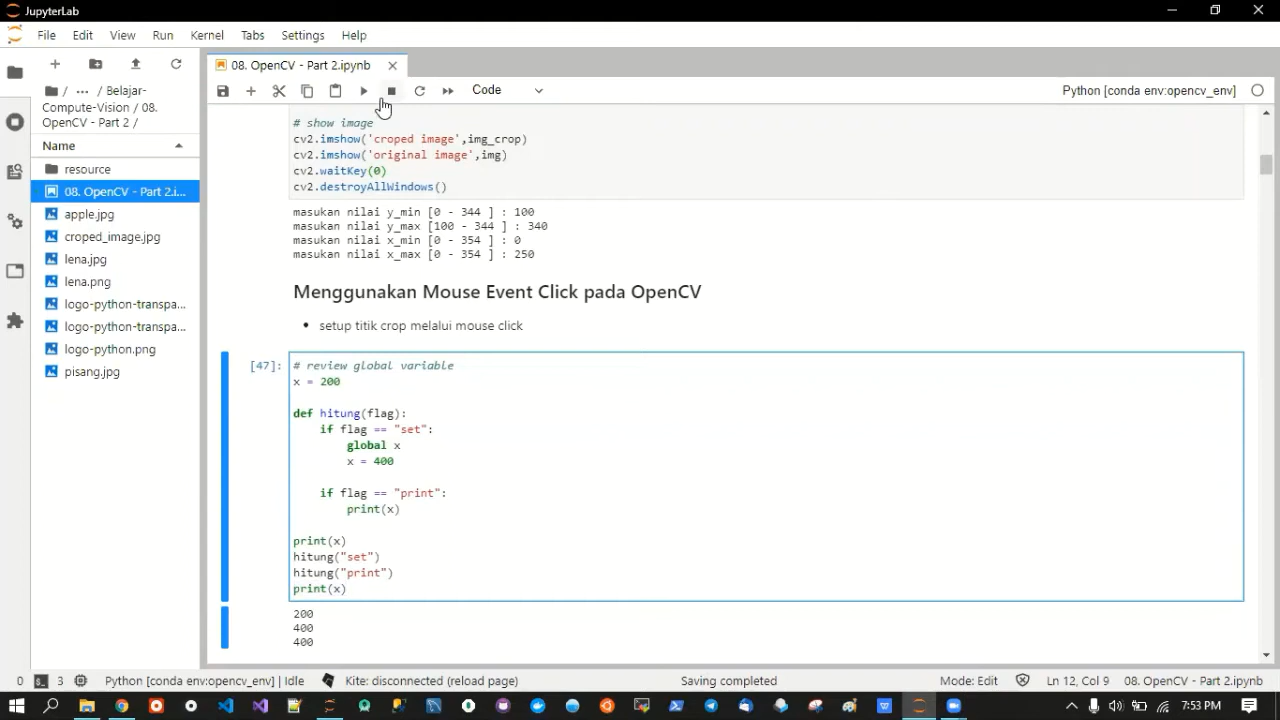 JupyterLab
File Edit View Run Kernel Tabs Settings Help
08. OpenCV - Part 2.ipynb
Code
Python [conda env:opencv_env]
/ ··· / Belajar-
Compute-Vision / 08.
OpenCV - Part 2 /
Name
resource
08. OpenCV - Part 2.i...
apple.jpg
croped_image.jpg
lena.jpg
lena.png
logo-python-transpa...
logo-python-transpa...
logo-python.png
pisang.jpg
# show image
cv2.imshow('croped image',img_crop)
cv2.imshow('original image',img)
cv2.waitKey(0)
cv2.destroyAllWindows()
masukan nilai y_min [0 - 344 ] : 100
masukan nilai y_max [100 - 344 ] : 340
masukan nilai x_min [0 - 354 ] : 0
masukan nilai x_max [0 - 354 ] : 250
Menggunakan Mouse Event Click pada OpenCV
• setup titik crop melalui mouse click
[47]:
# review global variable
x = 200
def hitung(flag):
if flag == "set":
global x
x = 400
if flag == "print":
print(x)
print(x)
hitung("set")
hitung("print")
print(x)
200
400
400
0 3 Python [conda env:opencv_env] | Idle Kite: disconnected (reload page) Saving completed Mode: Edit Ln 12, Col 9 08. OpenCV - Part 2.ipynb
7:53 PM